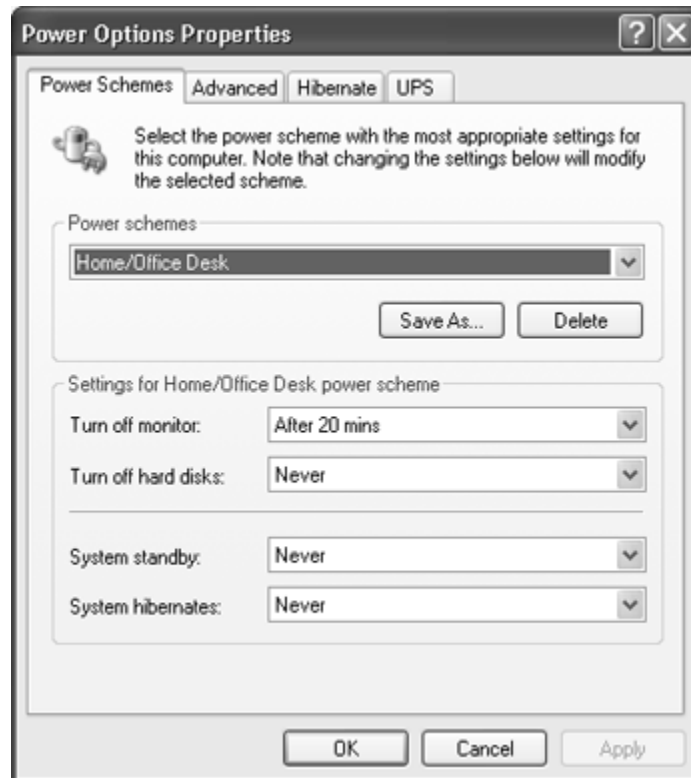 Power Options Properties
Power Schemes Advanced Hibernate UPS
Select the power scheme with the most appropriate settings for
this computer. Note that changing the settings below will modify
the selected scheme.
Power schemes
Home/Office Desk
Save As... Delete
Settings for Home/Office Desk power scheme
Turn off monitor: After 20 mins
Turn off hard disks: Never
System standby: Never
System hibernates: Never
OK Cancel Apply